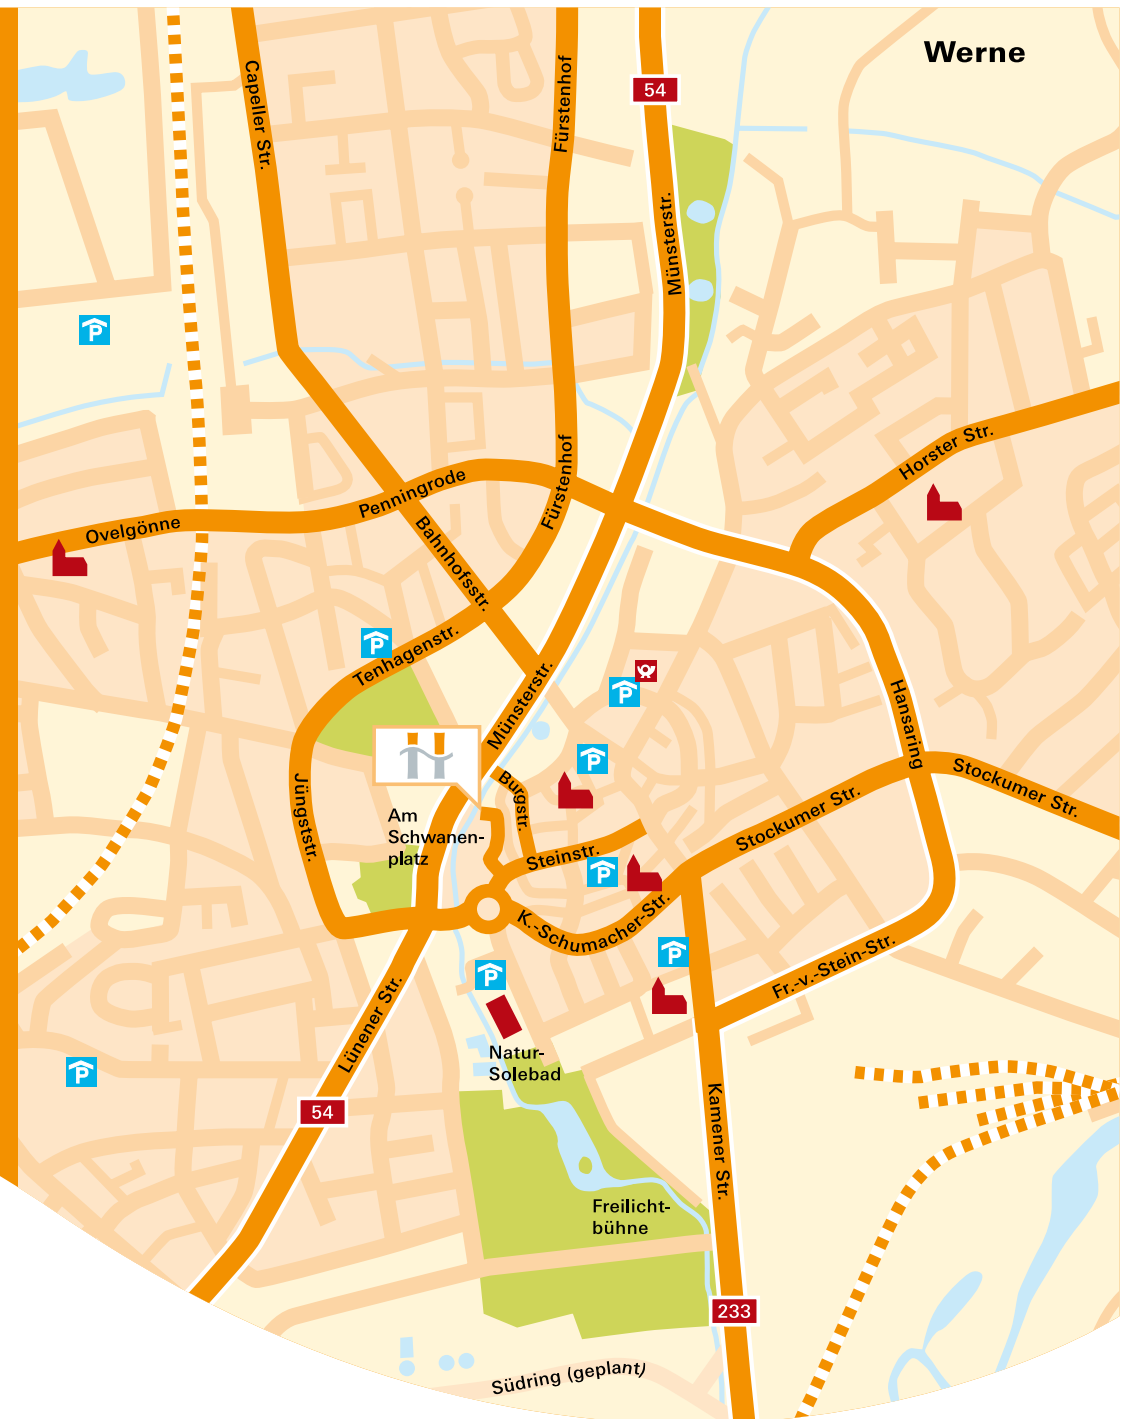 Werne
54
Capeller Str.
Fürstenhof
Münsterstr.
Horster Str.
Penningrode
Fürstenhof
Ovelgönne
Bahnhofsstr.
Tenhagenstr.
Münsterstr.
Hansaring
Stockumer Str.
Jüngststr.
Burgstr.
Stockumer Str.
Am
Schwanen-
platz
Steinstr.
K.-Schumacher-Str.
Fr.-v.-Stein-Str.
P
P
P
P
P
P
P
P
Lünener Str.
Natur-
Solebad
54
Kamener Str.
Freilicht-
bühne
233
Südring (geplant)